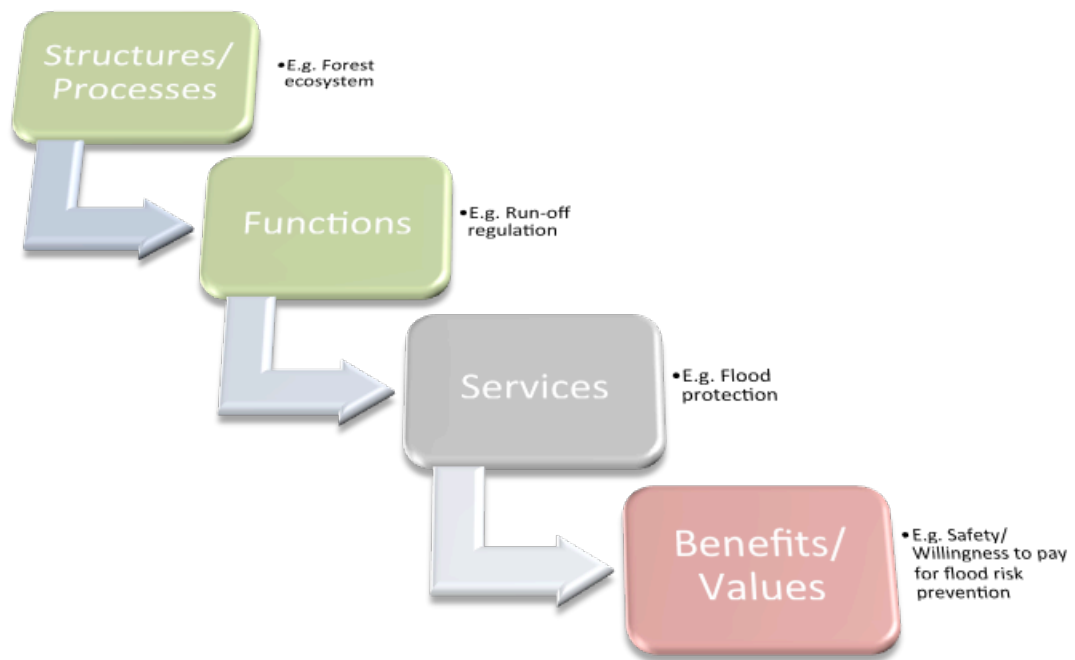 Structures/
Processes
•E.g. Forest
ecosystem
Functions
•E.g. Run-off
regulation
Services
•E.g. Flood
protection
Benefits/
Values
•E.g. Safety/
Willingness to pay
for flood risk
prevention